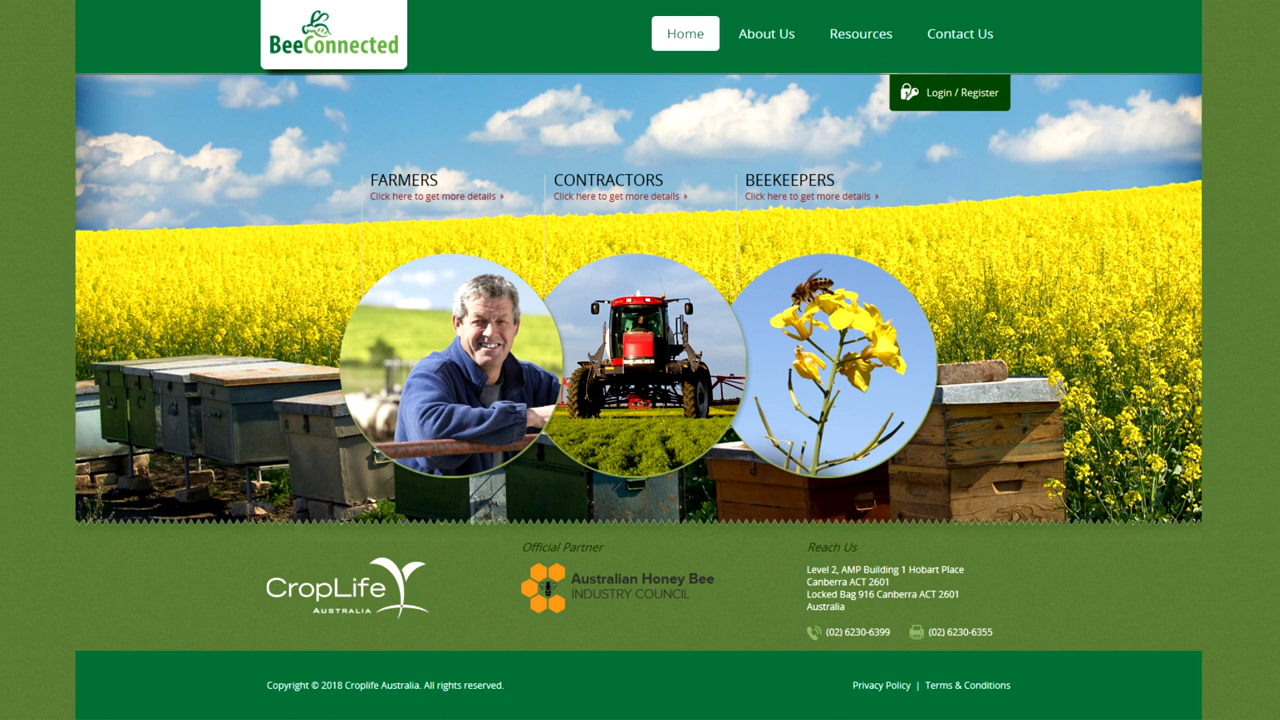 BeeConnected
Home
About Us
Resources
Contact Us
Login / Register
FARMERS
Click here to get more details »
CONTRACTORS
Click here to get more details »
BEEKEEPERS
Click here to get more details »
CropLife
AUSTRALIA
Official Partner
Australian Honey Bee
INDUSTRY COUNCIL
Reach Us
Level 2, AMP Building 1 Hobart Place
Canberra ACT 2601
Locked Bag 916 Canberra ACT 2601
Australia
(02) 6230-6399
(02) 6230-6355
Copyright © 2018 Croplife Australia. All rights reserved.
Privacy Policy | Terms & Conditions